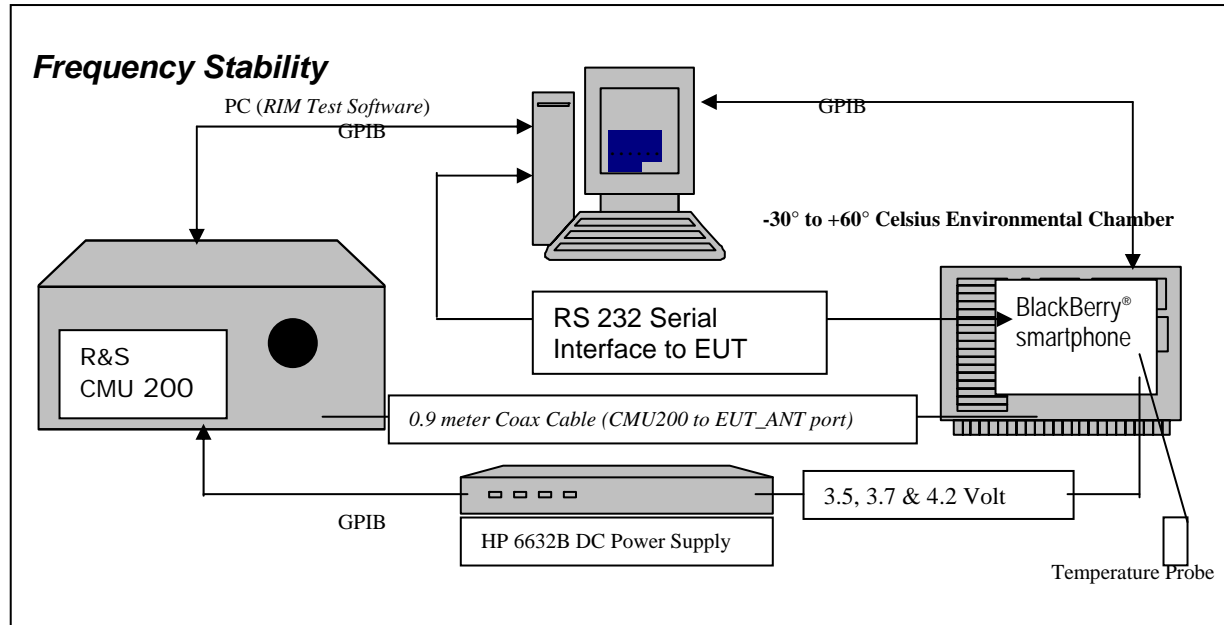 Frequency Stability
PC (RIM Test Software)
GPIB
GPIB
-30° to +60° Celsius Environmental Chamber
RS 232 Serial
Interface to EUT
BlackBerry®
smartphone
R&S
CMU 200
0.9 meter Coax Cable (CMU200 to EUT_ANT port)
3.5, 3.7 & 4.2 Volt
GPIB
HP 6632B DC Power Supply
Temperature Probe